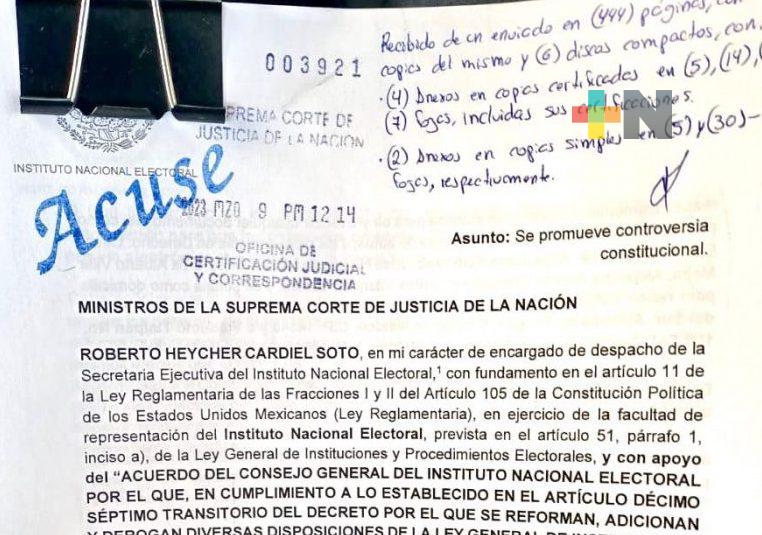 003921
SUPREMA CORTE DE
JUSTICIA DE LA NACIÓN
Recibido de un enviado en (444) páginas, con
copias del mismo y (6) discos compactos, con
·(4) Anexos en copias certificadas en (5), (14),
(7) fojas, incluidas sus certificaciones.
·(2) Anexos en copias simples en (5) y (30)-
fojas, respectivamente.
+N
INSTITUTO NACIONAL ELECTORAL
Acuse
2023 MZO 9 PM 12 14
OFICINA DE
CERTIFICACIÓN JUDICIAL
Y CORRESPONDENCIA
Asunto: Se promueve controversia
constitucional.
MINISTROS DE LA SUPREMA CORTE DE JUSTICIA DE LA NACIÓN
ROBERTO HEYCHER CARDIEL SOTO, en mi carácter de encargado de despacho de la
Secretaria Ejecutiva del Instituto Nacional Electoral,¹ con fundamento en el artículo 11 de
la Ley Reglamentaria de las Fracciones I y II del Artículo 105 de la Constitución Política
de los Estados Unidos Mexicanos (Ley Reglamentaria), en ejercicio de la facultad de
representación del Instituto Nacional Electoral, prevista en el artículo 51, párrafo 1,
inciso a), de la Ley General de Instituciones y Procedimientos Electorales, y con apoyo
del “ACUERDO DEL CONSEJO GENERAL DEL INSTITUTO NACIONAL ELECTORAL
POR EL QUE, EN CUMPLIMIENTO A LO ESTABLECIDO EN EL ARTÍCULO DÉCIMO
SÉPTIMO TRANSITORIO DEL DECRETO POR EL QUE SE REFORMAN, ADICIONAN
Y DEROGAN DIVERSAS DISPOSICIONES DE LA LEY GENERAL DE